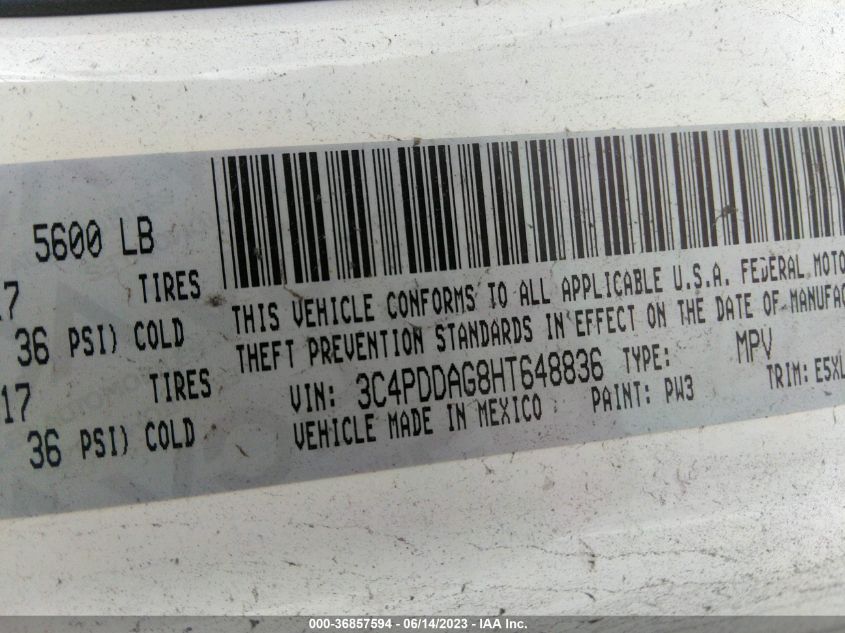 5600 LB
17 TIRES
36 PSI) COLD
17 TIRES
36 PSI) COLD
THIS VEHICLE CONFORMS TO ALL APPLICABLE U.S.A. FEDERAL MOTO
THEFT PREVENTION STANDARDS IN EFFECT ON THE DATE OF MANUFAC
VIN: 3C4PDDAG8HT648836 TYPE: MPV
VEHICLE MADE IN MEXICO PAINT: PW3 TRIM: E5XL
000-36857594 - 06/14/2023 - IAA Inc.